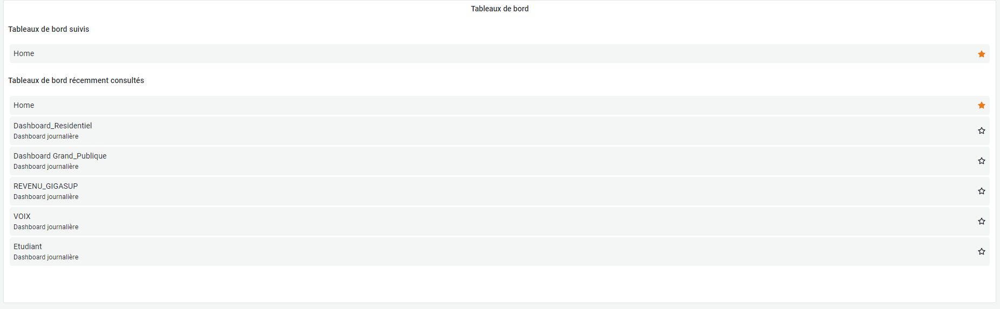 Tableaux de bord
Tableaux de bord suivis
Home
Tableaux de bord récemment consultés
Home
Dashboard_Residentiel
Dashboard journalière
Dashboard Grand_Publique
Dashboard journalière
REVENU_GIGASUP
Dashboard journalière
VOIX
Dashboard journalière
Etudiant
Dashboard journalière